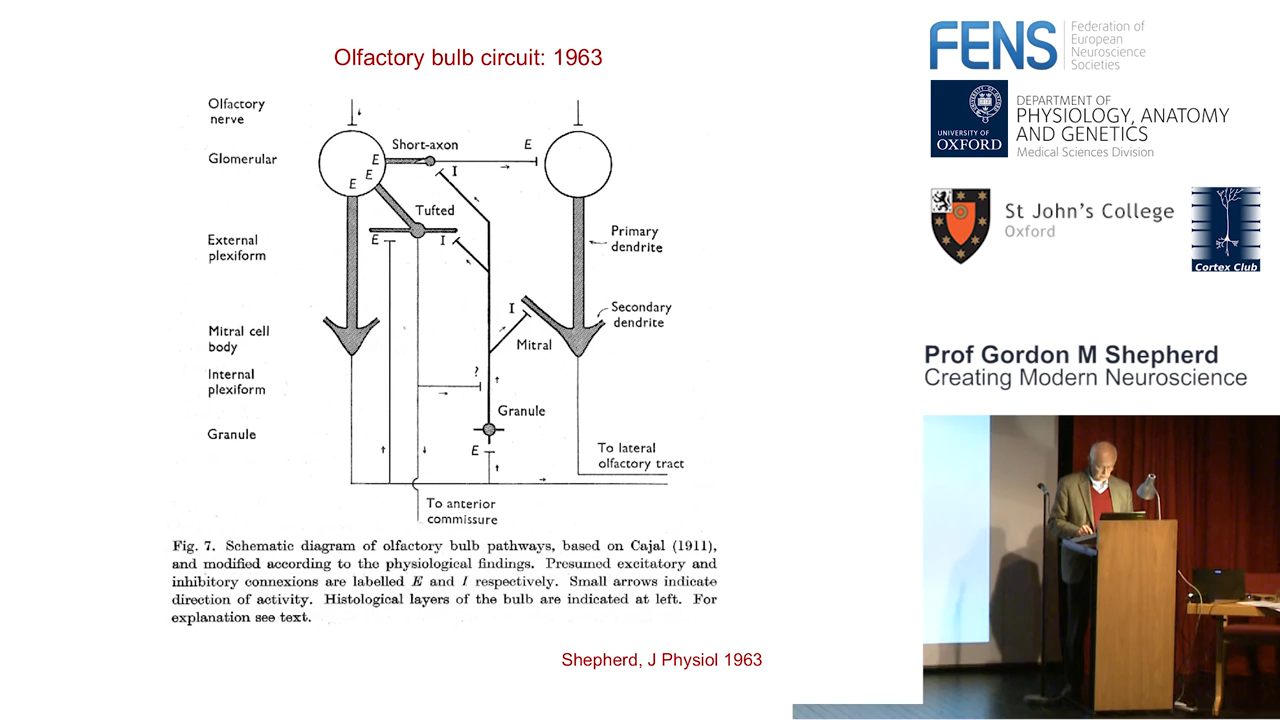 Olfactory bulb circuit: 1963
Olfactory
nerve
Glomerular
Short-axon
E
E
E
E
I
Tufted
E
I
External
plexiform
Primary
dendrite
I
Secondary
dendrite
Mitral cell
body
Mitral
Internal
plexiform
?
Granule
Granule
E
To lateral
olfactory tract
To anterior
commissure
Fig. 7. Schematic diagram of olfactory bulb pathways, based on Cajal (1911),
and modified according to the physiological findings. Presumed excitatory and
inhibitory connexions are labelled E and I respectively. Small arrows indicate
direction of activity. Histological layers of the bulb are indicated at left. For
explanation see text.
Shepherd, J Physiol 1963
FENS
Federation of
European
Neuroscience
Societies
UNIVERSITY OF
OXFORD
DEPARTMENT OF
PHYSIOLOGY, ANATOMY
AND GENETICS
Medical Sciences Division
St John's College
Oxford
Cortex Club
Prof Gordon M Shepherd
Creating Modern Neuroscience